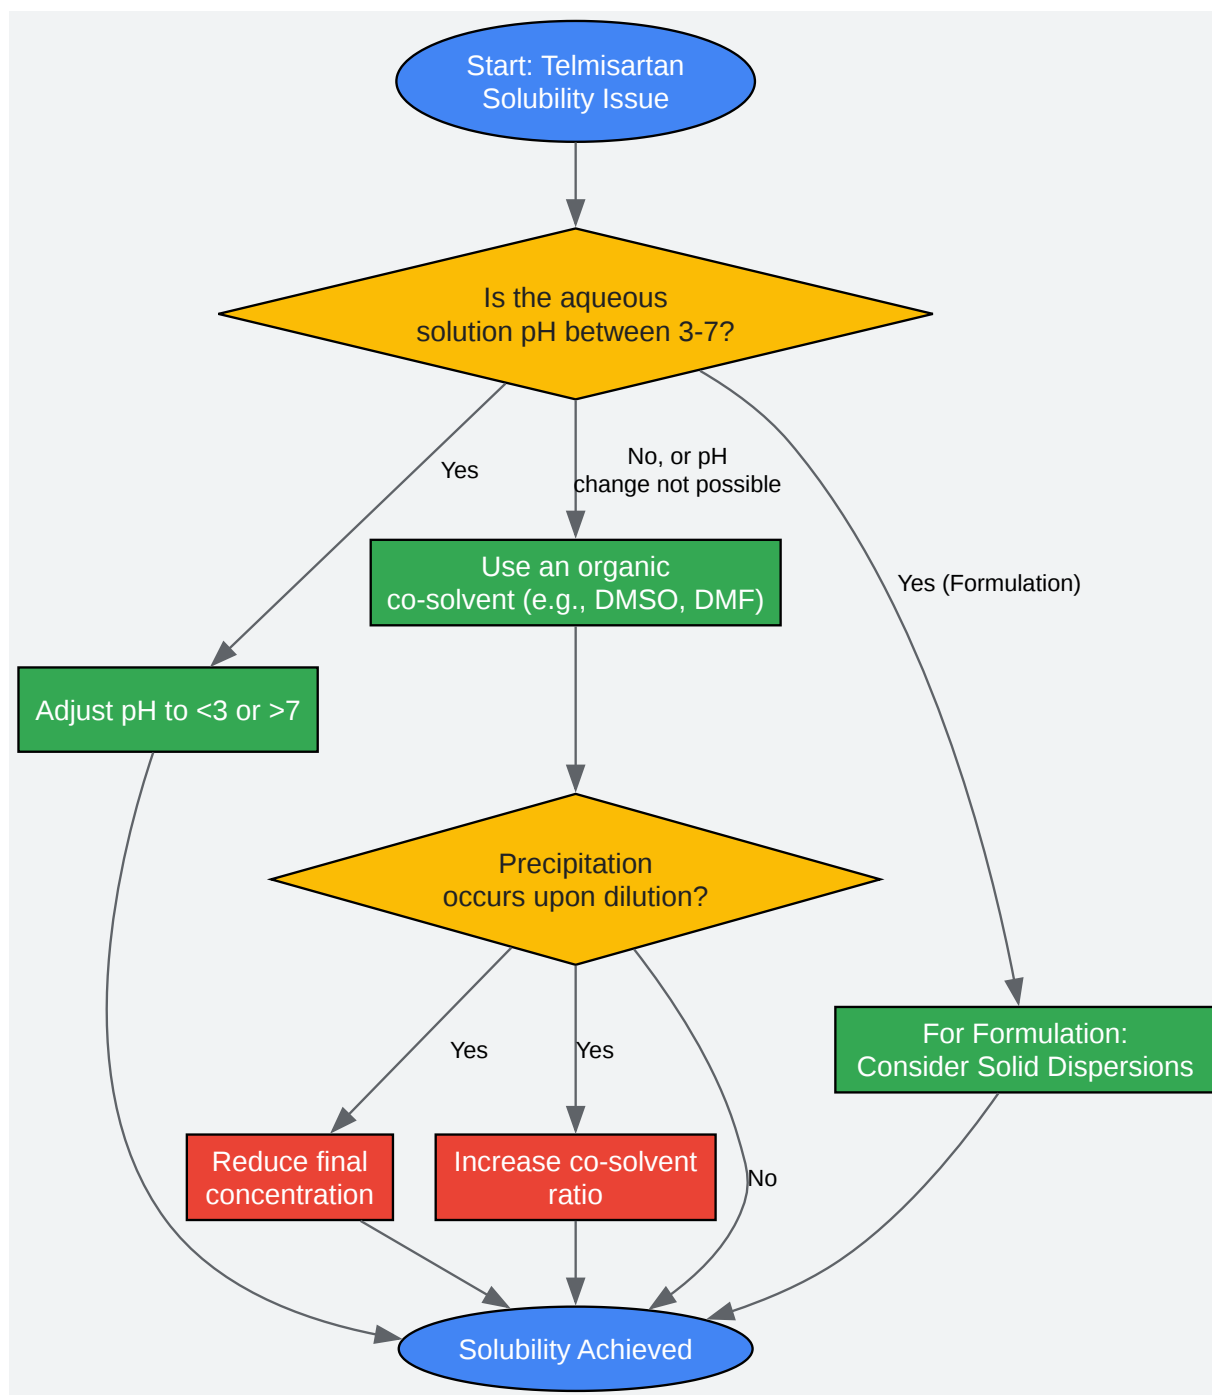 Start: Telmisartan
Solubility Issue
Is the aqueous
solution pH between 3-7?
Yes
No, or pH
change not possible
Yes (Formulation)
Use an organic
co-solvent (e.g., DMSO, DMF)
Adjust pH to <3 or >7
Precipitation
occurs upon dilution?
Yes
Yes
No
For Formulation:
Consider Solid Dispersions
Reduce final
concentration
Increase co-solvent
ratio
Solubility Achieved